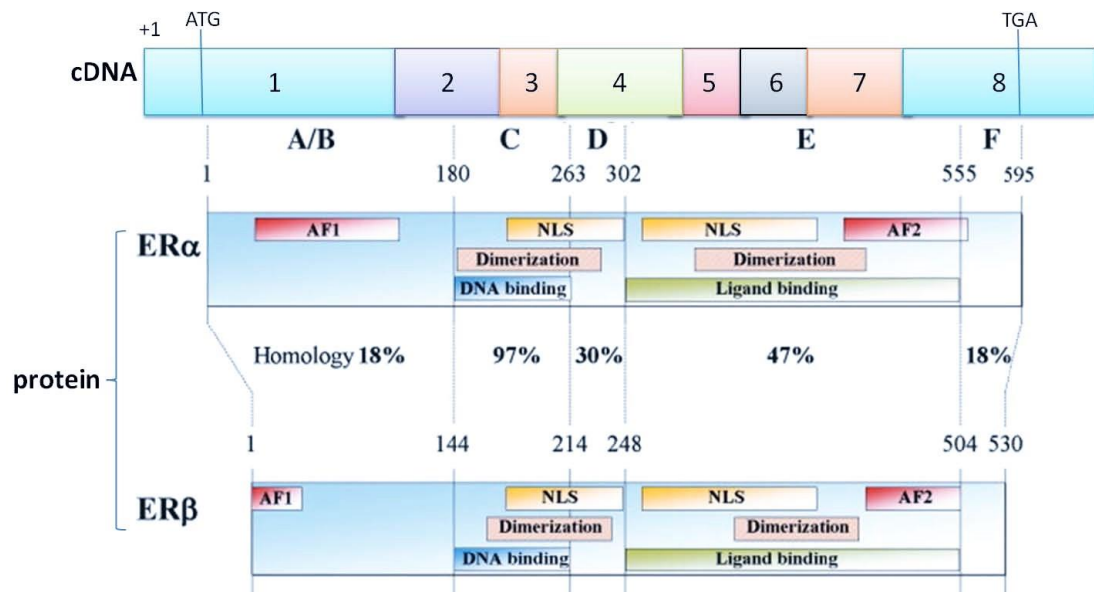 +1 ATG TGA
cDNA 1 2 3 4 5 6 7 8
A/B C D E F
1 180 263 302 555 595
ERα
AF1 NLS NLS AF2
Dimerization Dimerization
DNA binding Ligand binding
Homology 18% 97% 30% 47% 18%
protein
1 144 214 248 504 530
ERβ
AF1 NLS NLS AF2
Dimerization Dimerization
DNA binding Ligand binding